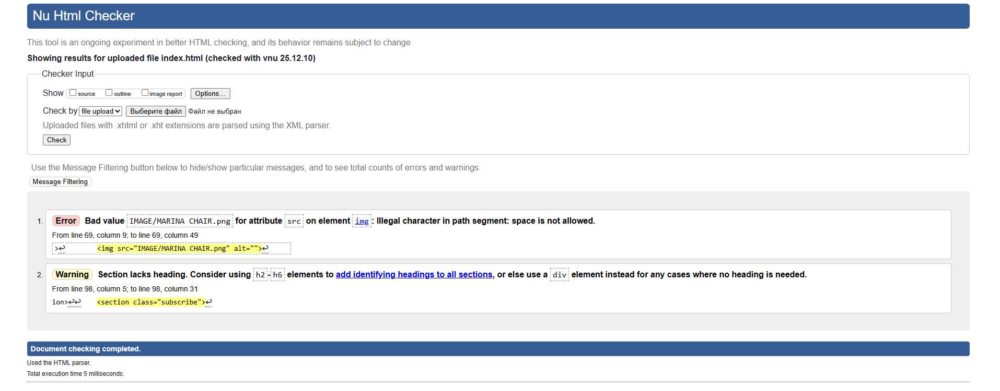 Nu Html Checker
This tool is an ongoing experiment in better HTML checking, and its behavior remains subject to change
Showing results for uploaded file index.html (checked with vnu 25.12.10)
Checker Input
Show source outline image report Options...
Check by file upload Выберите файл Файл не выбран
Uploaded files with .xhtml or .xht extensions are parsed using the XML parser.
Check
Use the Message Filtering button below to hide/show particular messages, and to see total counts of errors and warnings.
Message Filtering
1. Error Bad value IMAGE/MARINA CHAIR.png for attribute src on element img: Illegal character in path segment: space is not allowed.
From line 69, column 9; to line 69, column 49
>↩ <img src="IMAGE/MARINA CHAIR.png" alt="">↩
2. Warning Section lacks heading. Consider using h2-h6 elements to add identifying headings to all sections, or else use a div element instead for any cases where no heading is needed.
From line 98, column 5; to line 98, column 31
ion>↩↩ <section class="subscribe">↩
Document checking completed.
Used the HTML parser.
Total execution time 5 milliseconds.